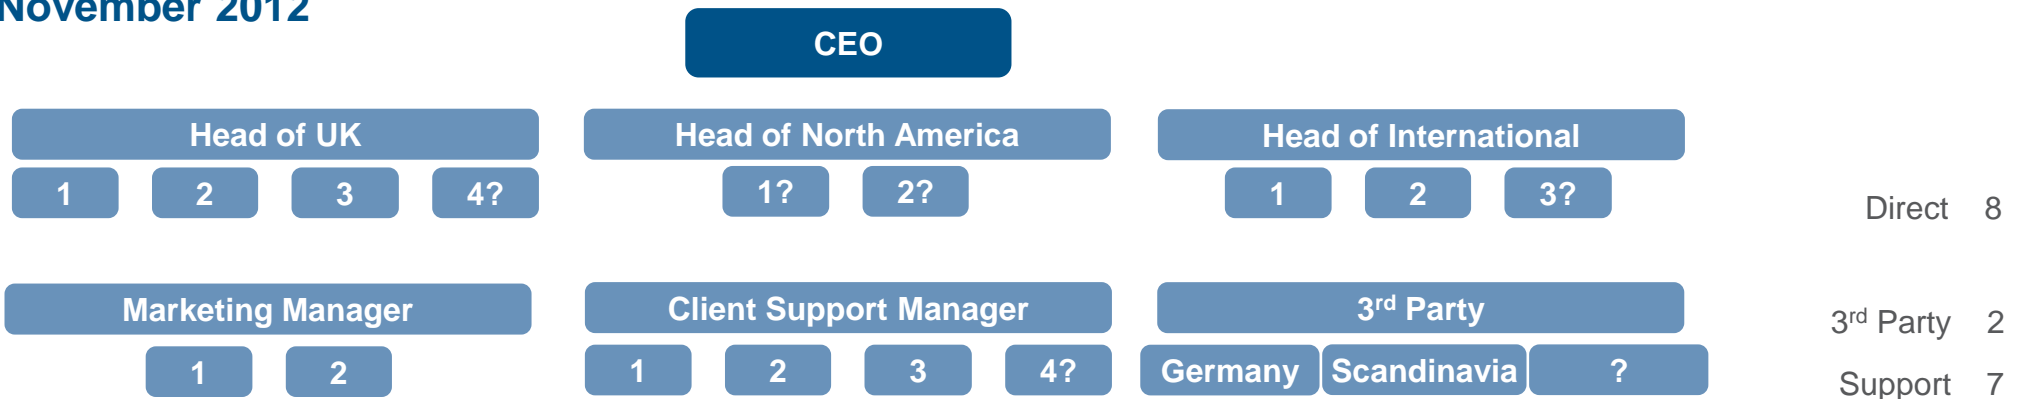 November 2012
CEO
Head of UK
Head of North America
Head of International
1 2 3 4?
1? 2?
1 2 3?
Direct 8
Marketing Manager
Client Support Manager
3rd Party
3rd Party 2
1 2
1 2 3 4?
Germany Scandinavia ?
Support 7